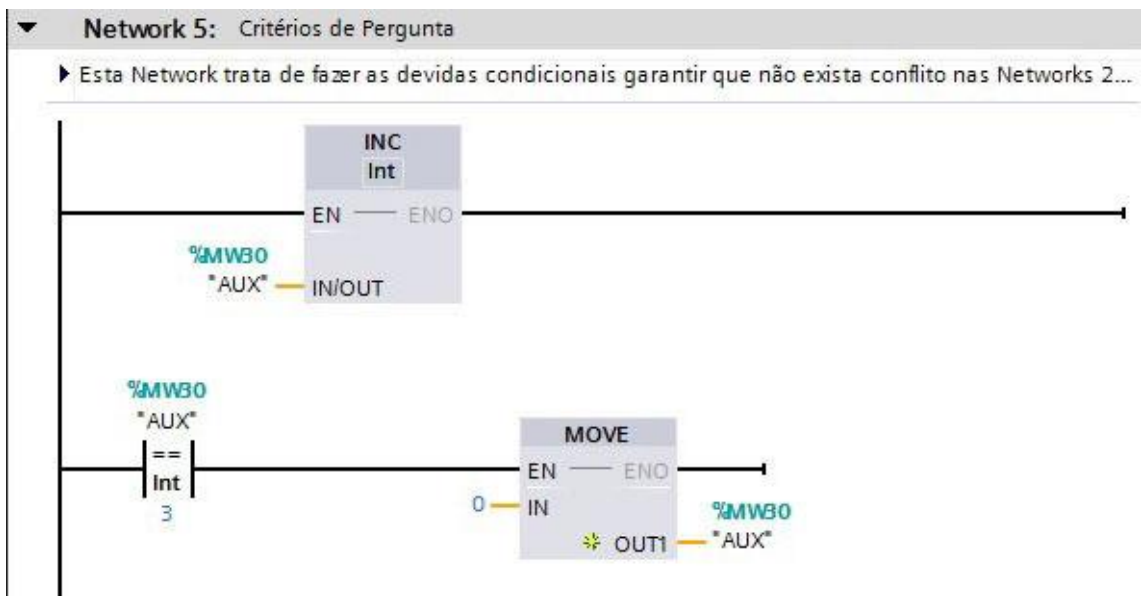 Network 5: Critérios de Pergunta
Esta Network trata de fazer as devidas condicionais garantir que não exista conflito nas Networks 2...
INC
Int
EN ENO
%MW30
"AUX" IN/OUT
%MW30
"AUX"
==
Int
3
MOVE
EN ENO
0 IN
%MW30
OUT1 "AUX"